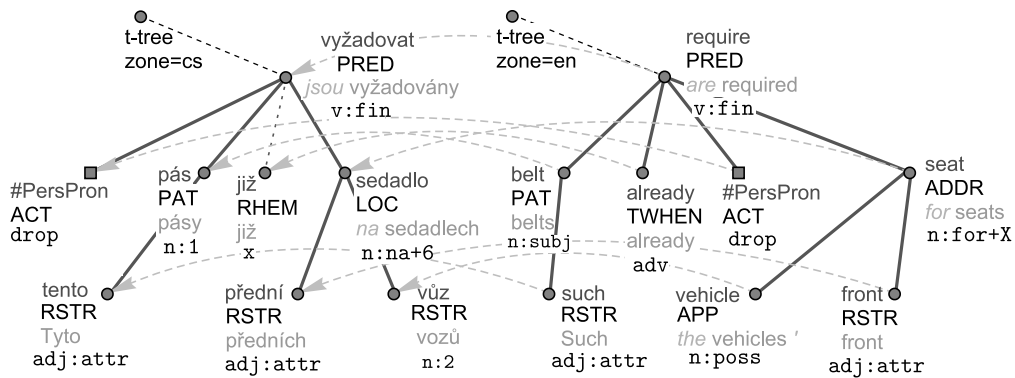 t-tree
zone=cs
vyžadovat
PRED
jsou vyžadovány
v:fin
#PersPron
ACT
drop
pás
PAT
pásy
n:1
již
RHEM
již
x
sedadlo
LOC
na sedadlech
n:na+6
tento
RSTR
Tyto
adj:attr
přední
RSTR
předních
adj:attr
vůz
RSTR
vozů
n:2
t-tree
zone=en
require
PRED
are required
v:fin
belt
PAT
belts
n:subj
already
TWHEN
already
adv
#PersPron
ACT
drop
seat
ADDR
for seats
n:for+X
such
RSTR
Such
adj:attr
vehicle
APP
the vehicles '
n:poss
front
RSTR
front
adj:attr